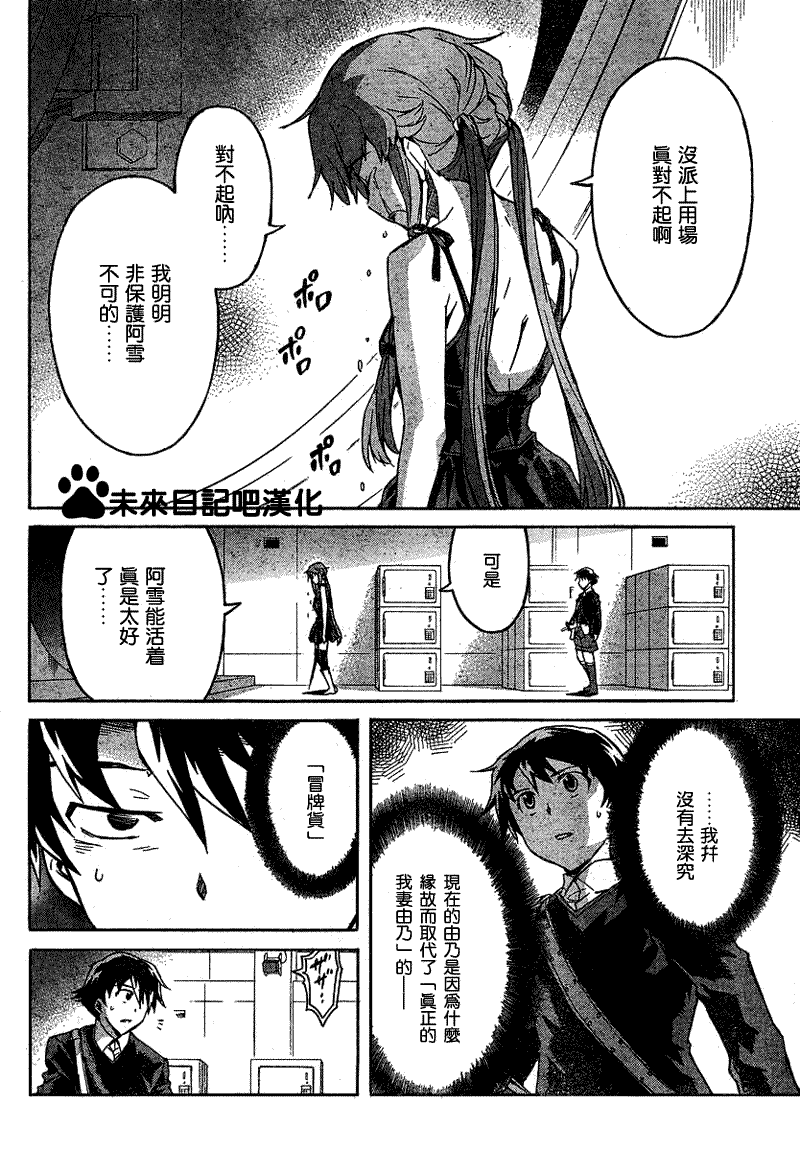 沒派上用場
眞對不起啊
對不起吶……
我明明
非保護阿雪
不可的……
ポロ
ポロ
ポロ
未來日記吧漢化
可是
阿雪能活着
眞是太好
了……
……我幷
沒有去深究
現在的由乃是因爲什麼
緣故而取代了「眞正的
我妻由乃」的——
「冒牌貨」
ザザッ